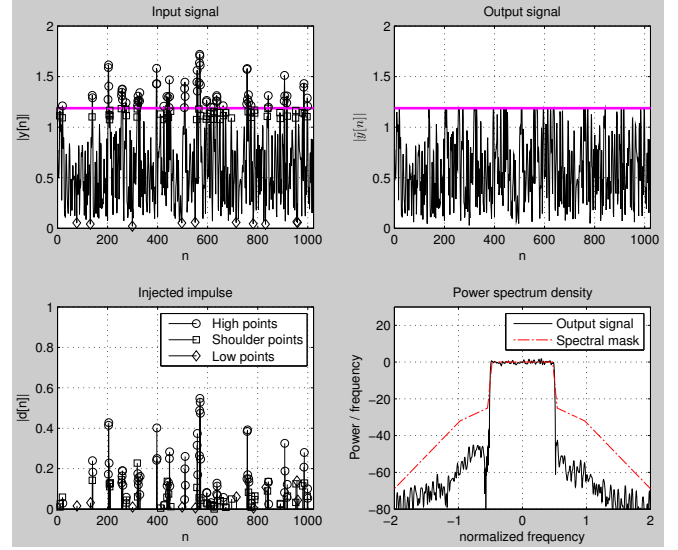 Input signal
2
1.5
1
0.5
0
|y[n]|
0 200 400 600 800 1000
n
Output signal
2
1.5
1
0.5
0
|ỹ[n]|
0 200 400 600 800 1000
n
Injected impulse
1
0.8
0.6
0.4
0.2
0
|d[n]|
High points
Shoulder points
Low points
0 200 400 600 800 1000
n
Power spectrum density
20
0
−20
−40
−60
−80
Power / frequency
Output signal
Spectral mask
−2 −1 0 1 2
normalized frequency